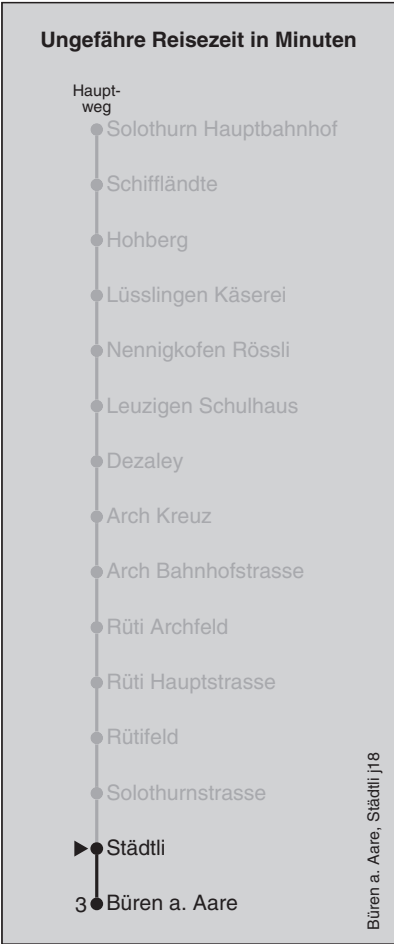 Ungefähre Reisezeit in Minuten
Haupt-
weg
Solothurn Hauptbahnhof
Schifflände
Hohberg
Lüsslingen Käserei
Nennigkofen Rössli
Leuzigen Schulhaus
Dezaley
Arch Kreuz
Arch Bahnhofstrasse
Rüti Archfeld
Rüti Hauptstrasse
Rütifeld
Solothurnstrasse
Städtli
3 Büren a. Aare
Büren a. Aare, Städtli j18